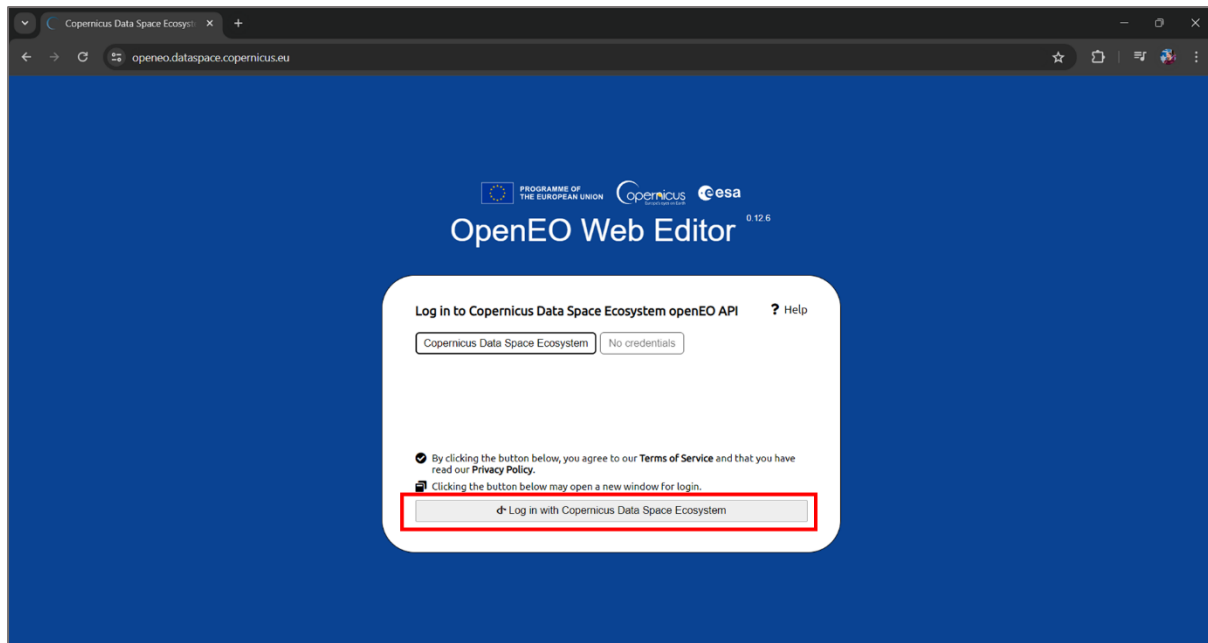 Copernicus Data Space Ecosyst
openeo.dataspace.copernicus.eu
PROGRAMME OF
THE EUROPEAN UNION
opernicus
esa
OpenEO Web Editor 0.12.6
Log in to Copernicus Data Space Ecosystem openEO API ? Help
Copernicus Data Space Ecosystem No credentials
By clicking the button below, you agree to our Terms of Service and that you have
read our Privacy Policy.
Clicking the button below may open a new window for login.
Log in with Copernicus Data Space Ecosystem